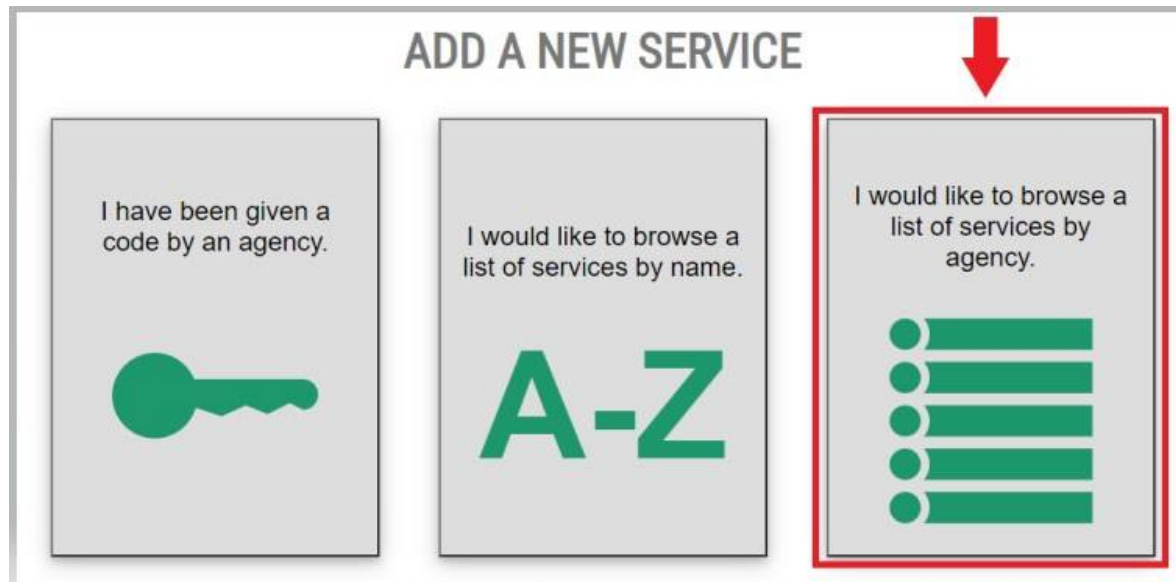 ADD A NEW SERVICE
I have been given a
code by an agency.
I would like to browse a
list of services by name.
A-Z
I would like to browse a
list of services by
agency.